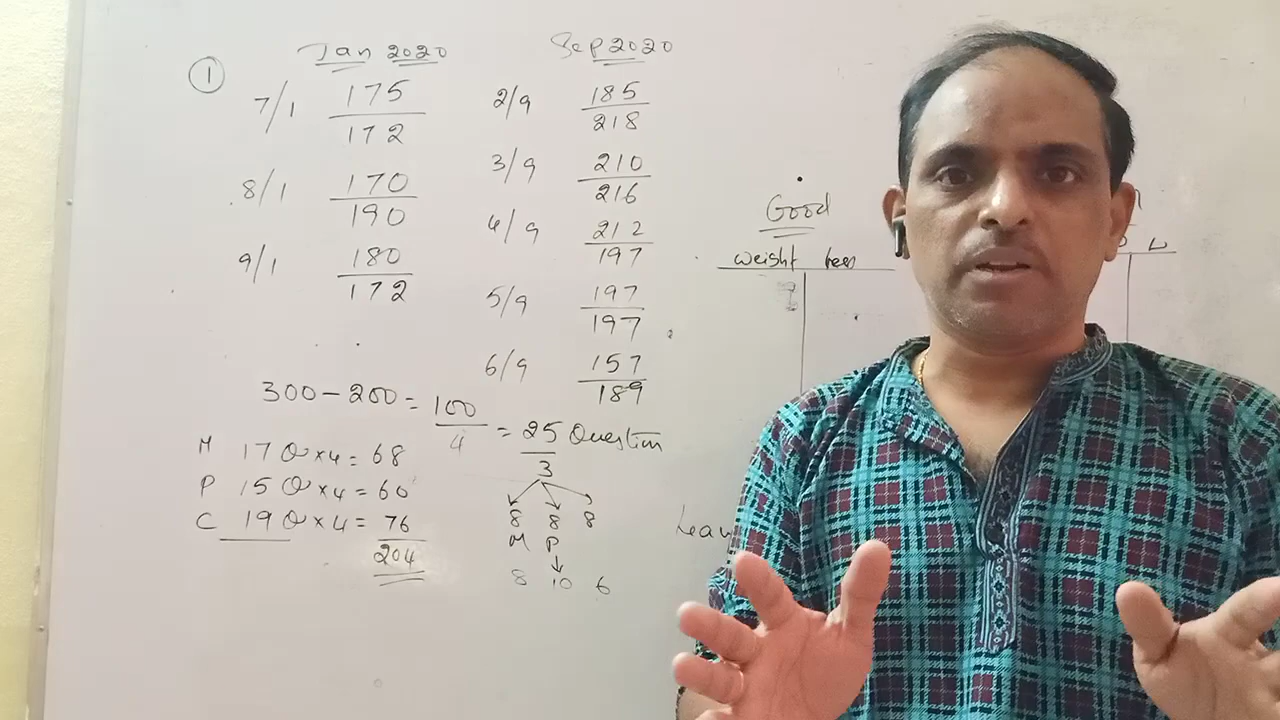 ① Jan 2020 Sep 2020
7/1 175/172 2/9 185/218
8/1 170/190 3/9 210/216
9/1 180/172 4/9 212/197
5/9 197/197
6/9 157/189
300-200 = 100/4 = 25/3 Question
M 17 Q×4 = 68
P 15 Q×4 = 60
C 19 Q×4 = 76
204
8 8 8
M P
8 10 6
Good
weight